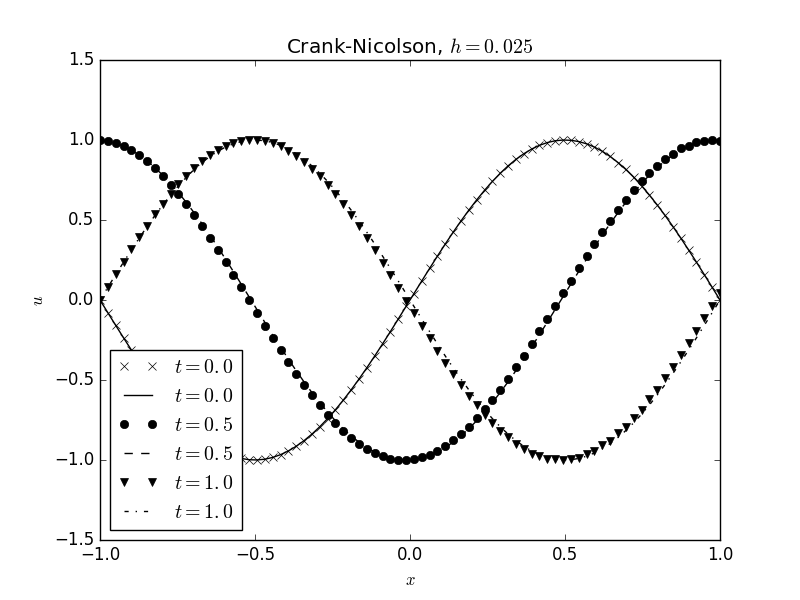 Crank-Nicolson, h = 0.025
1.5
1.0
0.5
0.0
−0.5
−1.0
−1.5
u
t = 0.0
t = 0.0
t = 0.5
t = 0.5
t = 1.0
t = 1.0
−1.0 −0.5 0.0 0.5 1.0
x